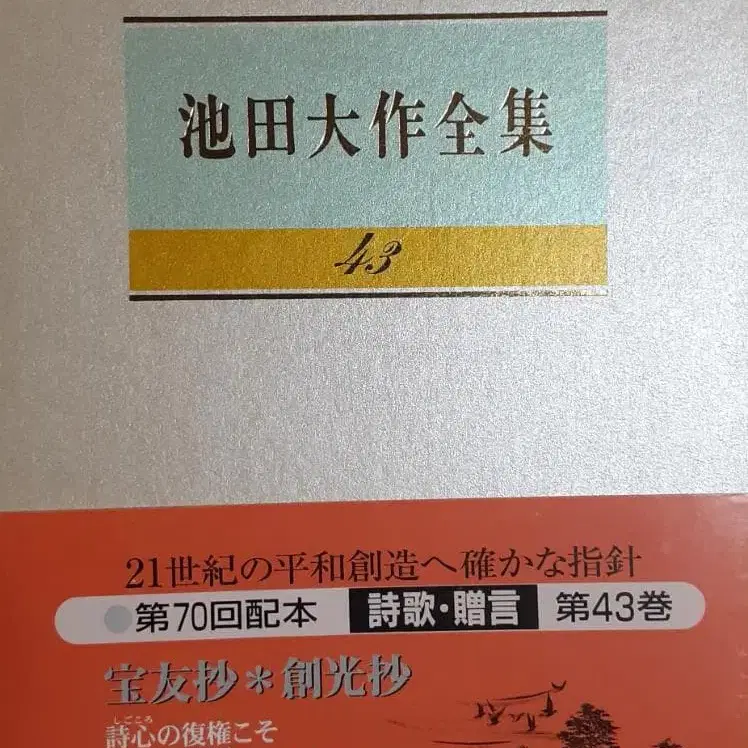 池田大作全集
43
21世紀の平和創造へ確かな指針
第70回配本 詩歌・贈言 第43巻
宝友抄*創光抄
しごころ
詩心の復権こそ